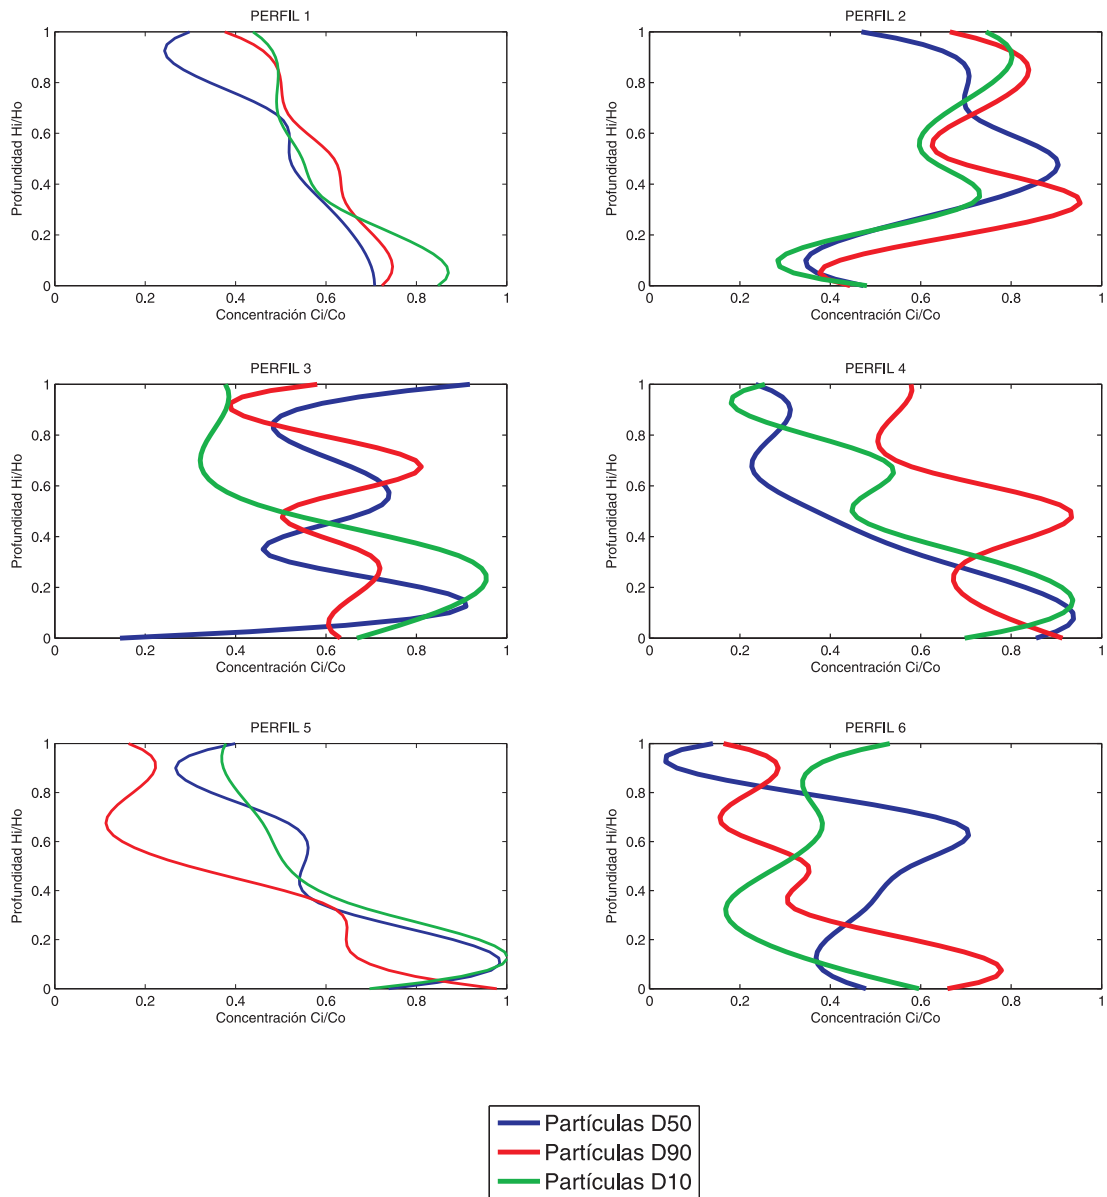 PERFIL 1
1
0.8
0.6
0.4
0.2
0
Profundidad Hi/Ho
0 0.2 0.4 0.6 0.8 1
Concentración Ci/Co
PERFIL 2
1
0.8
0.6
0.4
0.2
0
Profundidad Hi/Ho
0 0.2 0.4 0.6 0.8 1
Concentración Ci/Co
PERFIL 3
1
0.8
0.6
0.4
0.2
0
Profundidad Hi/Ho
0 0.2 0.4 0.6 0.8 1
Concentración Ci/Co
PERFIL 4
1
0.8
0.6
0.4
0.2
0
Profundidad Hi/Ho
0 0.2 0.4 0.6 0.8 1
Concentración Ci/Co
PERFIL 5
1
0.8
0.6
0.4
0.2
0
Profundidad Hi/Ho
0 0.2 0.4 0.6 0.8 1
Concentración Ci/Co
PERFIL 6
1
0.8
0.6
0.4
0.2
0
Profundidad Hi/Ho
0 0.2 0.4 0.6 0.8 1
Concentración Ci/Co
Partículas D50
Partículas D90
Partículas D10